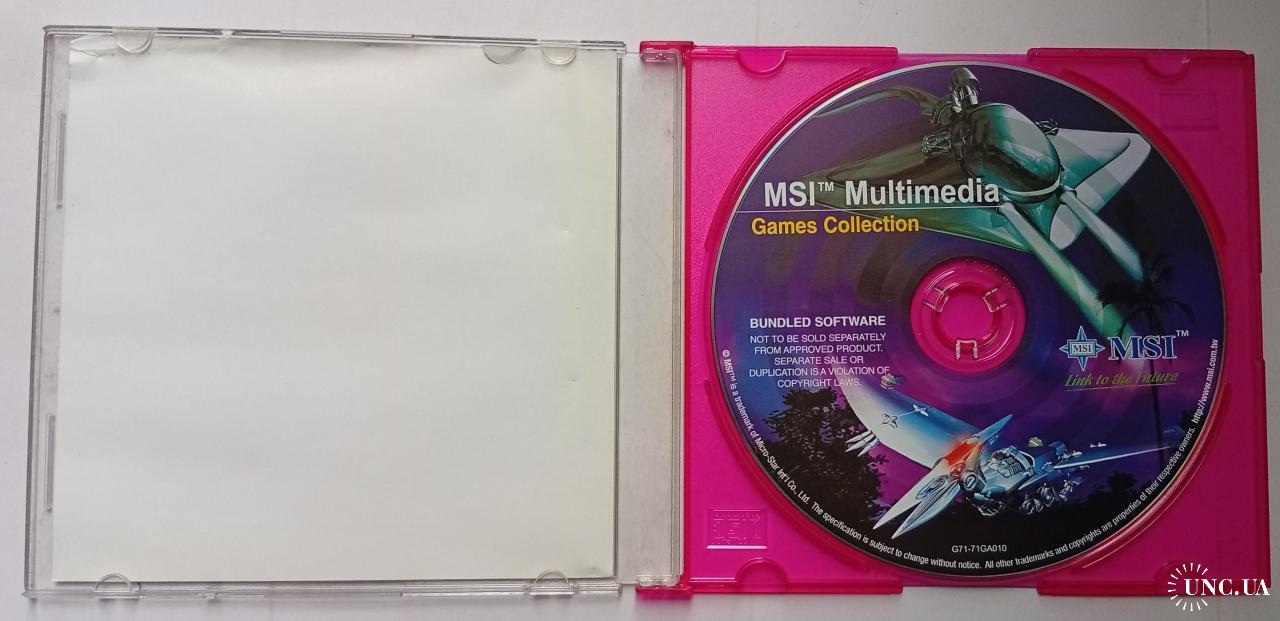 MSI™ Multimedia
Games Collection
BUNDLED SOFTWARE
NOT TO BE SOLD SEPARATELY
FROM APPROVED PRODUCT.
SEPARATE SALE OR
DUPLICATION IS A VIOLATION OF
COPYRIGHT LAWS.
MSI
MSI™
Link to the Future
G71-71GA010
© MSI™ is a trademark of Micro-Star Int'l Co., Ltd. The specification is subject to change without notice. All other trademarks and copyrights are properties of their respective owners. http://www.msi.com.tw
UNC.UA